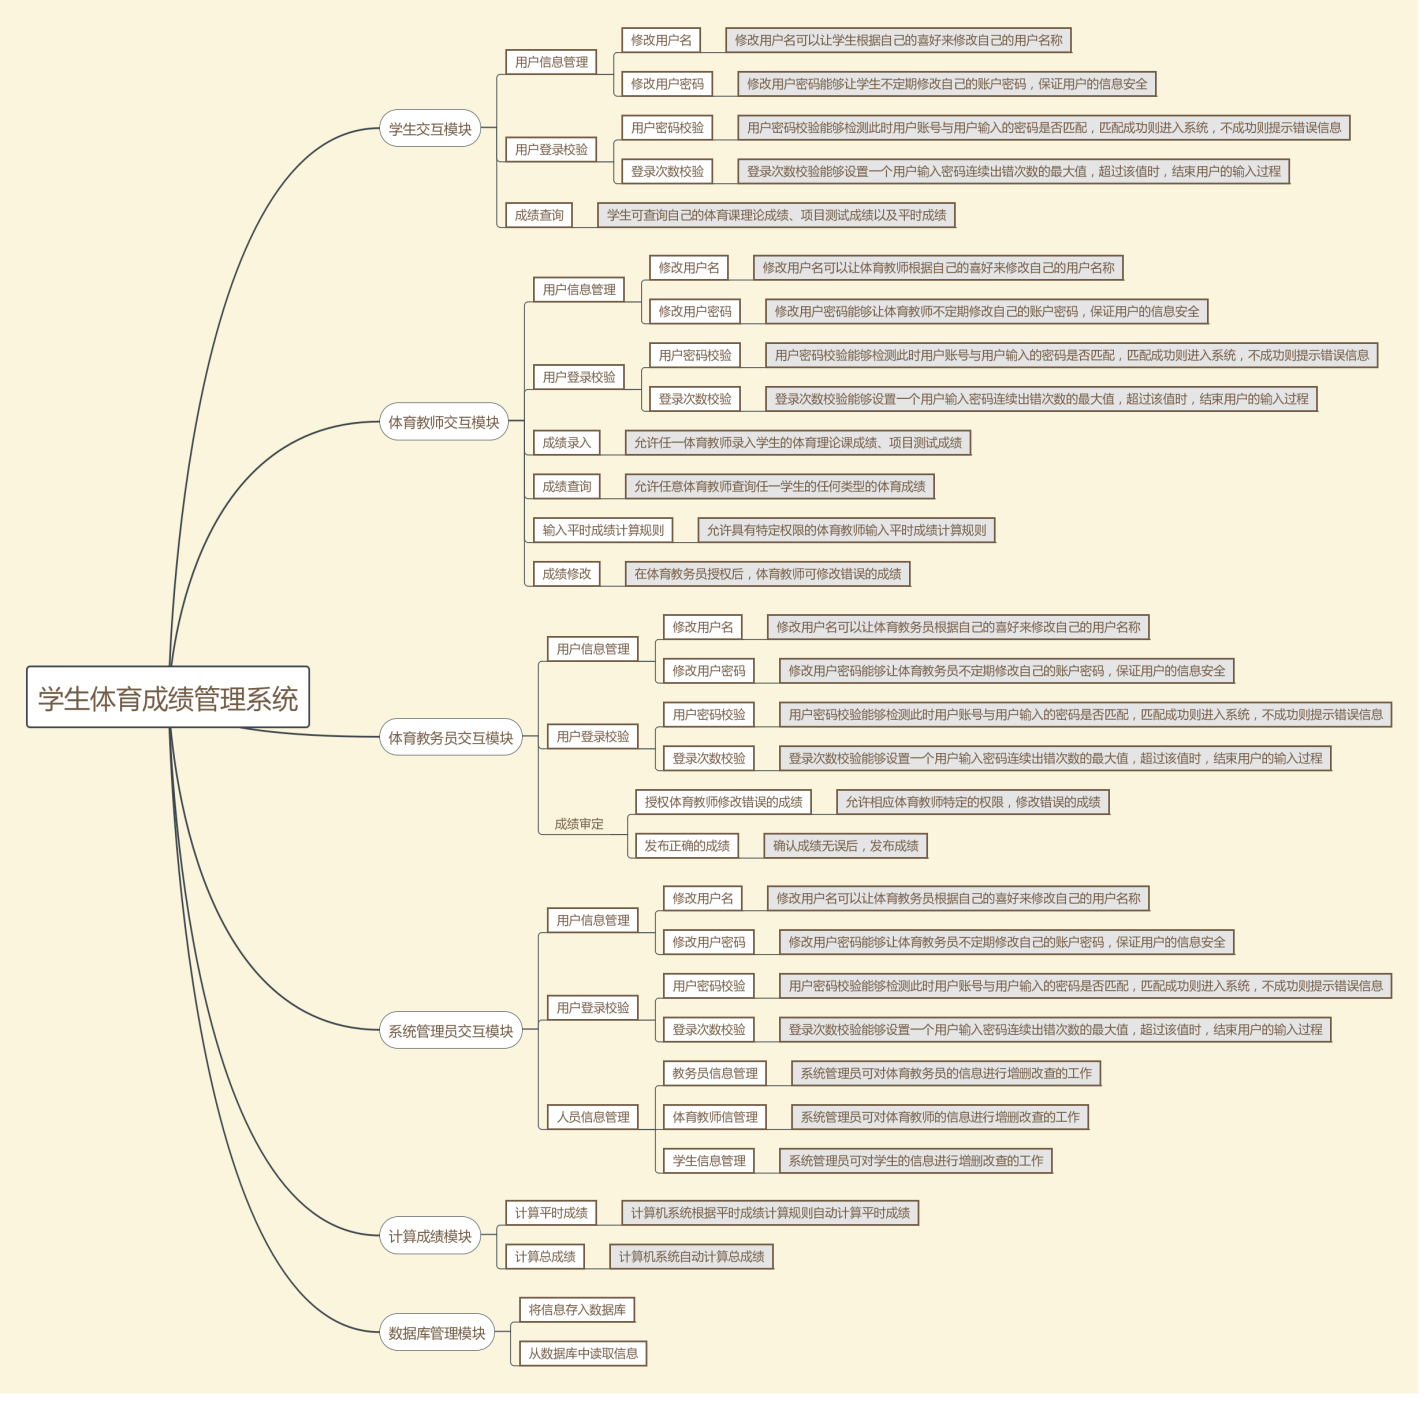 学生体育成绩管理系统
学生交互模块
用户信息管理
修改用户名
修改用户名可以让学生根据自己的喜好来修改自己的用户名称
修改用户密码
修改用户密码能够让学生不定期修改自己的账户密码，保证用户的信息安全
用户登录校验
用户密码校验
用户密码校验能够检测此时用户账号与用户输入的密码是否匹配，匹配成功则进入系统，不成功则提示错误信息
登录次数校验
登录次数校验能够设置一个用户输入密码连续出错次数的最大值，超过该值时，结束用户的输入过程
成绩查询
学生可查询自己的体育课理论成绩、项目测试成绩以及平时成绩
体育教师交互模块
用户信息管理
修改用户名
修改用户名可以让体育教师根据自己的喜好来修改自己的用户名称
修改用户密码
修改用户密码能够让体育教师不定期修改自己的账户密码，保证用户的信息安全
用户登录校验
用户密码校验
用户密码校验能够检测此时用户账号与用户输入的密码是否匹配，匹配成功则进入系统，不成功则提示错误信息
登录次数校验
登录次数校验能够设置一个用户输入密码连续出错次数的最大值，超过该值时，结束用户的输入过程
成绩录入
允许任一体育教师录入学生的体育理论课成绩、项目测试成绩
成绩查询
允许任意体育教师查询任一学生的任何类型的体育成绩
输入平时成绩计算规则
允许具有特定权限的体育教师输入平时成绩计算规则
成绩修改
在体育教务员授权后，体育教师可修改错误的成绩
体育教务员交互模块
用户信息管理
修改用户名
修改用户名可以让体育教务员根据自己的喜好来修改自己的用户名称
修改用户密码
修改用户密码能够让体育教务员不定期修改自己的账户密码，保证用户的信息安全
用户登录校验
用户密码校验
用户密码校验能够检测此时用户账号与用户输入的密码是否匹配，匹配成功则进入系统，不成功则提示错误信息
登录次数校验
登录次数校验能够设置一个用户输入密码连续出错次数的最大值，超过该值时，结束用户的输入过程
成绩审定
授权体育教师修改错误的成绩
允许相应体育教师特定的权限，修改错误的成绩
发布正确的成绩
确认成绩无误后，发布成绩
系统管理员交互模块
用户信息管理
修改用户名
修改用户名可以让体育教务员根据自己的喜好来修改自己的用户名称
修改用户密码
修改用户密码能够让体育教务员不定期修改自己的账户密码，保证用户的信息安全
用户登录校验
用户密码校验
用户密码校验能够检测此时用户账号与用户输入的密码是否匹配，匹配成功则进入系统，不成功则提示错误信息
登录次数校验
登录次数校验能够设置一个用户输入密码连续出错次数的最大值，超过该值时，结束用户的输入过程
人员信息管理
教务员信息管理
系统管理员可对体育教务员的信息进行增删改查的工作
体育教师信管理
系统管理员可对体育教师的信息进行增删改查的工作
学生信息管理
系统管理员可对学生的信息进行增删改查的工作
计算成绩模块
计算平时成绩
计算机系统根据平时成绩计算规则自动计算平时成绩
计算总成绩
计算机系统自动计算总成绩
数据库管理模块
将信息存入数据库
从数据库中读取信息